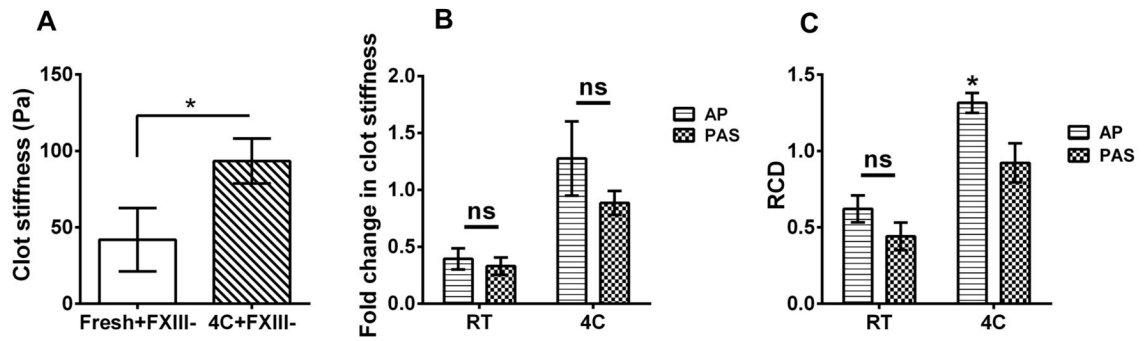 A
Clot stiffness (Pa)
150
100
50
0
*
Fresh+FXIII-
4C+FXIII-
B
Fold change in clot stiffness
2.0
1.5
1.0
0.5
0.0
ns
ns
RT
4C
AP
PAS
C
RCD
1.5
1.0
0.5
0.0
ns
*
RT
4C
AP
PAS